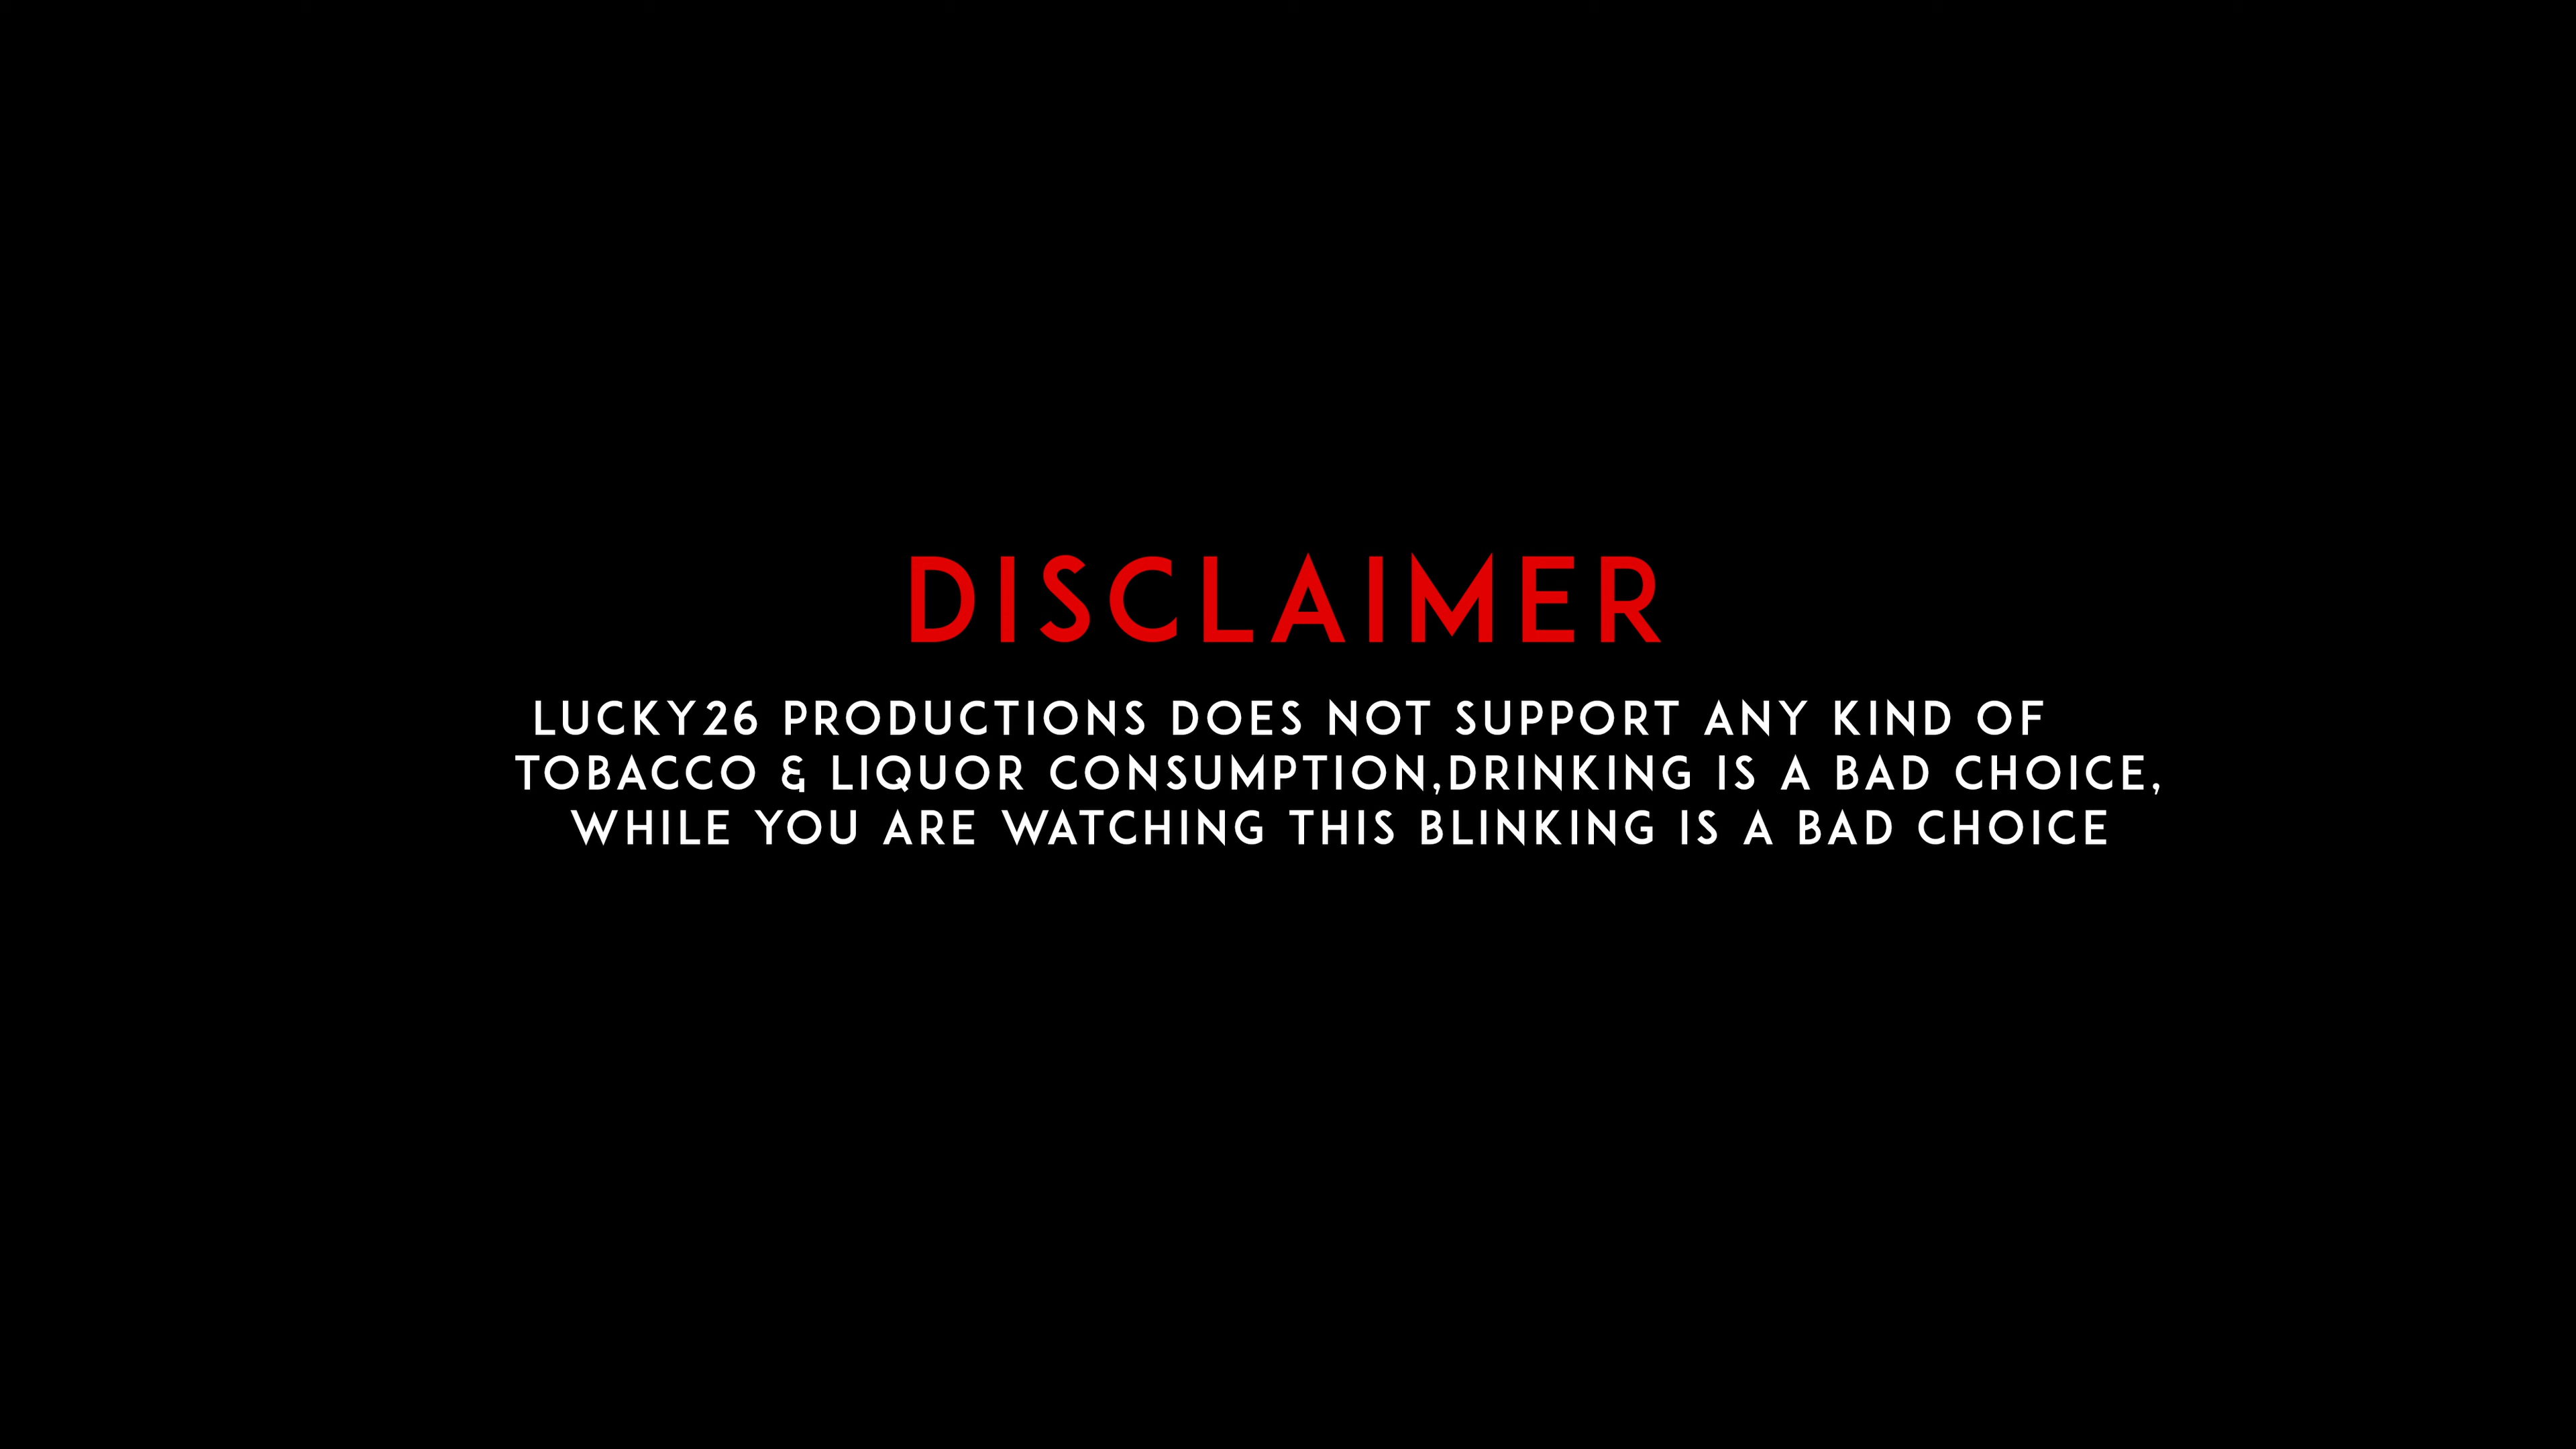 DISCLAIMER
LUCKY26 PRODUCTIONS DOES NOT SUPPORT ANY KIND OF
TOBACCO & LIQUOR CONSUMPTION,DRINKING IS A BAD CHOICE,
WHILE YOU ARE WATCHING THIS BLINKING IS A BAD CHOICE